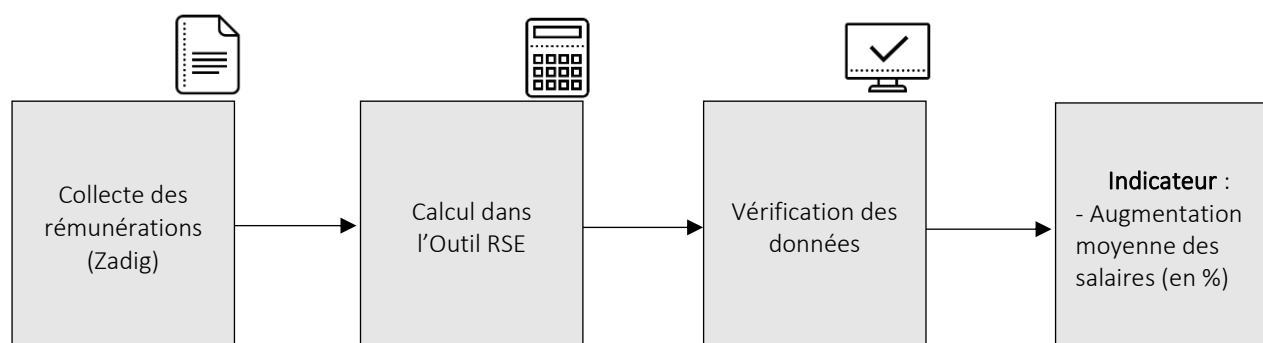 Collecte des
rémunérations
(Zadig)
Calcul dans
l’Outil RSE
Vérification des
données
Indicateur :
- Augmentation
moyenne des
salaires (en %)